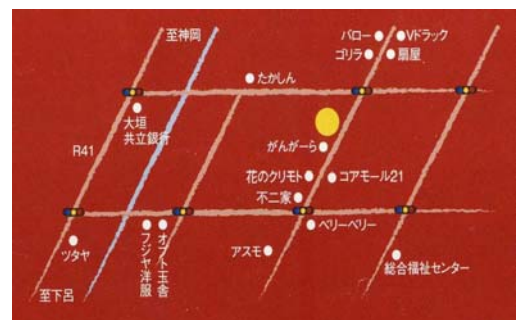 至神岡
バロー
Vドラック
ゴリラ
扇屋
たかしん
大垣
共立銀行
R41
がんがーら
花のクリモト
コアモール21
不二家
ベリーベリー
ツタヤ
フジヤ洋服
オプト玉舎
アスモ
総合福祉センター
至下呂